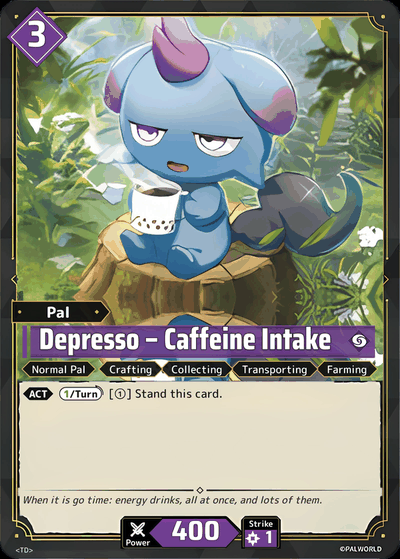 3
Pal
Depresso – Caffeine Intake
Normal Pal Crafting Collecting Transporting Farming
ACT 1/Turn [①] Stand this card.
When it is go time: energy drinks, all at once, and lots of them.
Power 400 Strike 1
<TD> ©PALWORLD